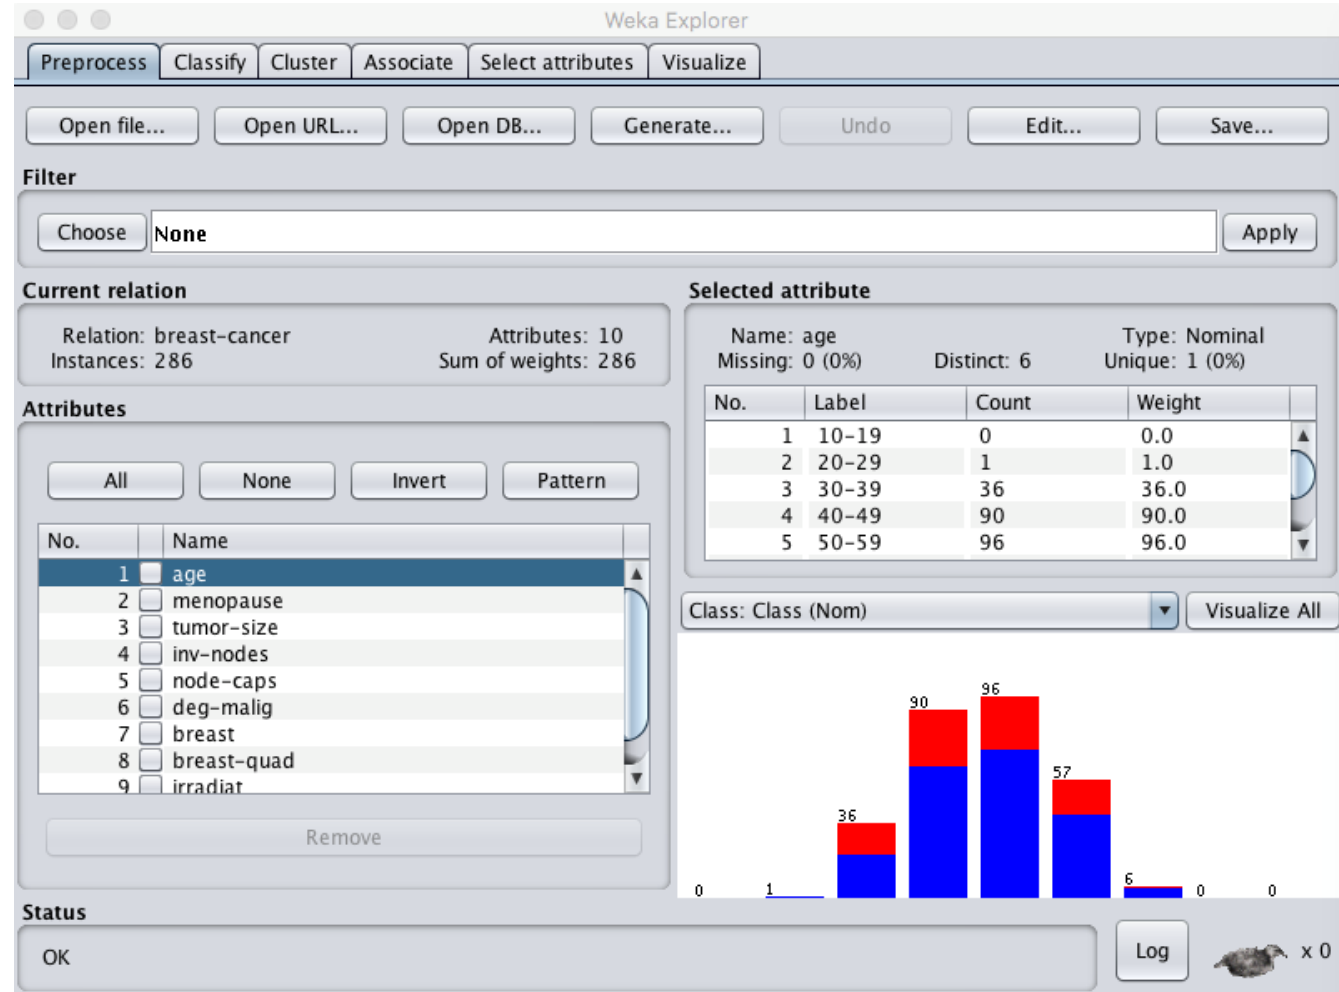 Weka Explorer
Preprocess Classify Cluster Associate Select attributes Visualize
Open file... Open URL... Open DB... Generate... Undo Edit... Save...
Filter
Choose None Apply
Current relation
Relation: breast-cancer Attributes: 10
Instances: 286 Sum of weights: 286
Attributes
All None Invert Pattern
No. Name
1 age
2 menopause
3 tumor-size
4 inv-nodes
5 node-caps
6 deg-malig
7 breast
8 breast-quad
9 irradiat
Remove
Selected attribute
Name: age Type: Nominal
Missing: 0 (0%) Distinct: 6 Unique: 1 (0%)
No. Label Count Weight
1 10-19 0 0.0
2 20-29 1 1.0
3 30-39 36 36.0
4 40-49 90 90.0
5 50-59 96 96.0
Class: Class (Nom) Visualize All
0 1 36 90 96 57 6 0 0
Status
OK Log x 0